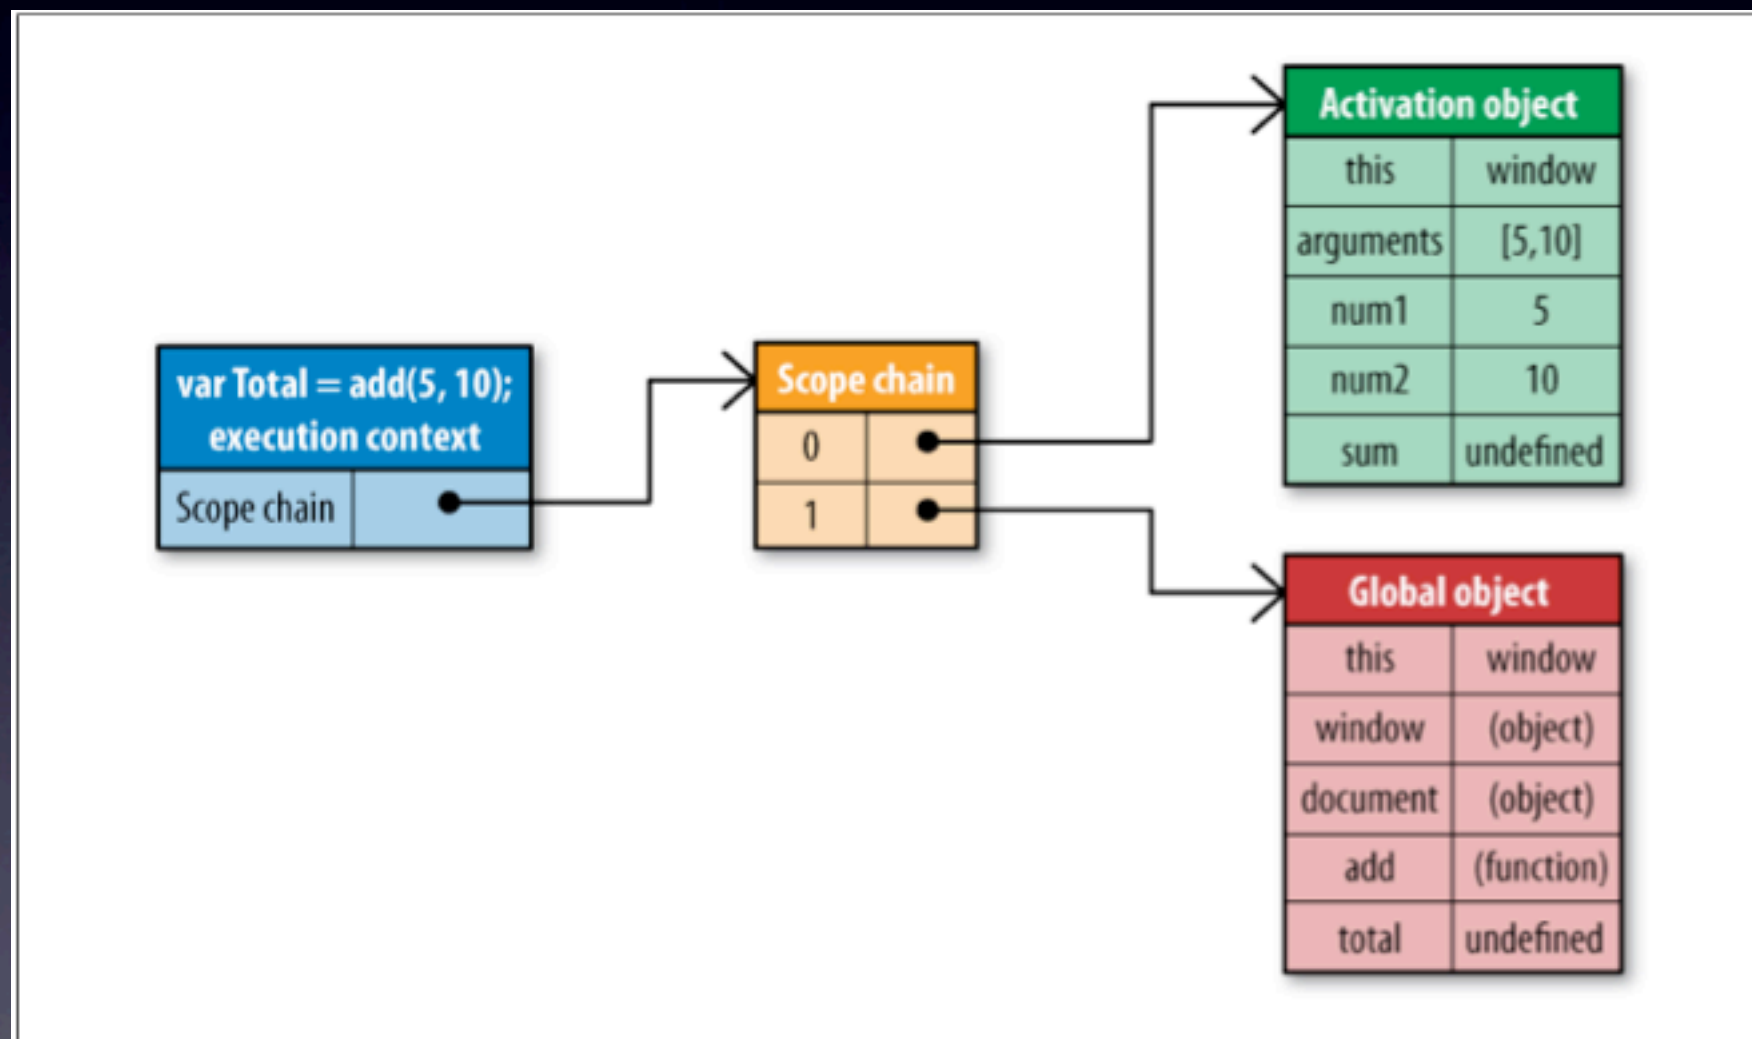 var Total = add(5, 10);
execution context
Scope chain
Scope chain
0
1
Activation object
this window
arguments [5,10]
num1 5
num2 10
sum undefined
Global object
this window
window (object)
document (object)
add (function)
total undefined